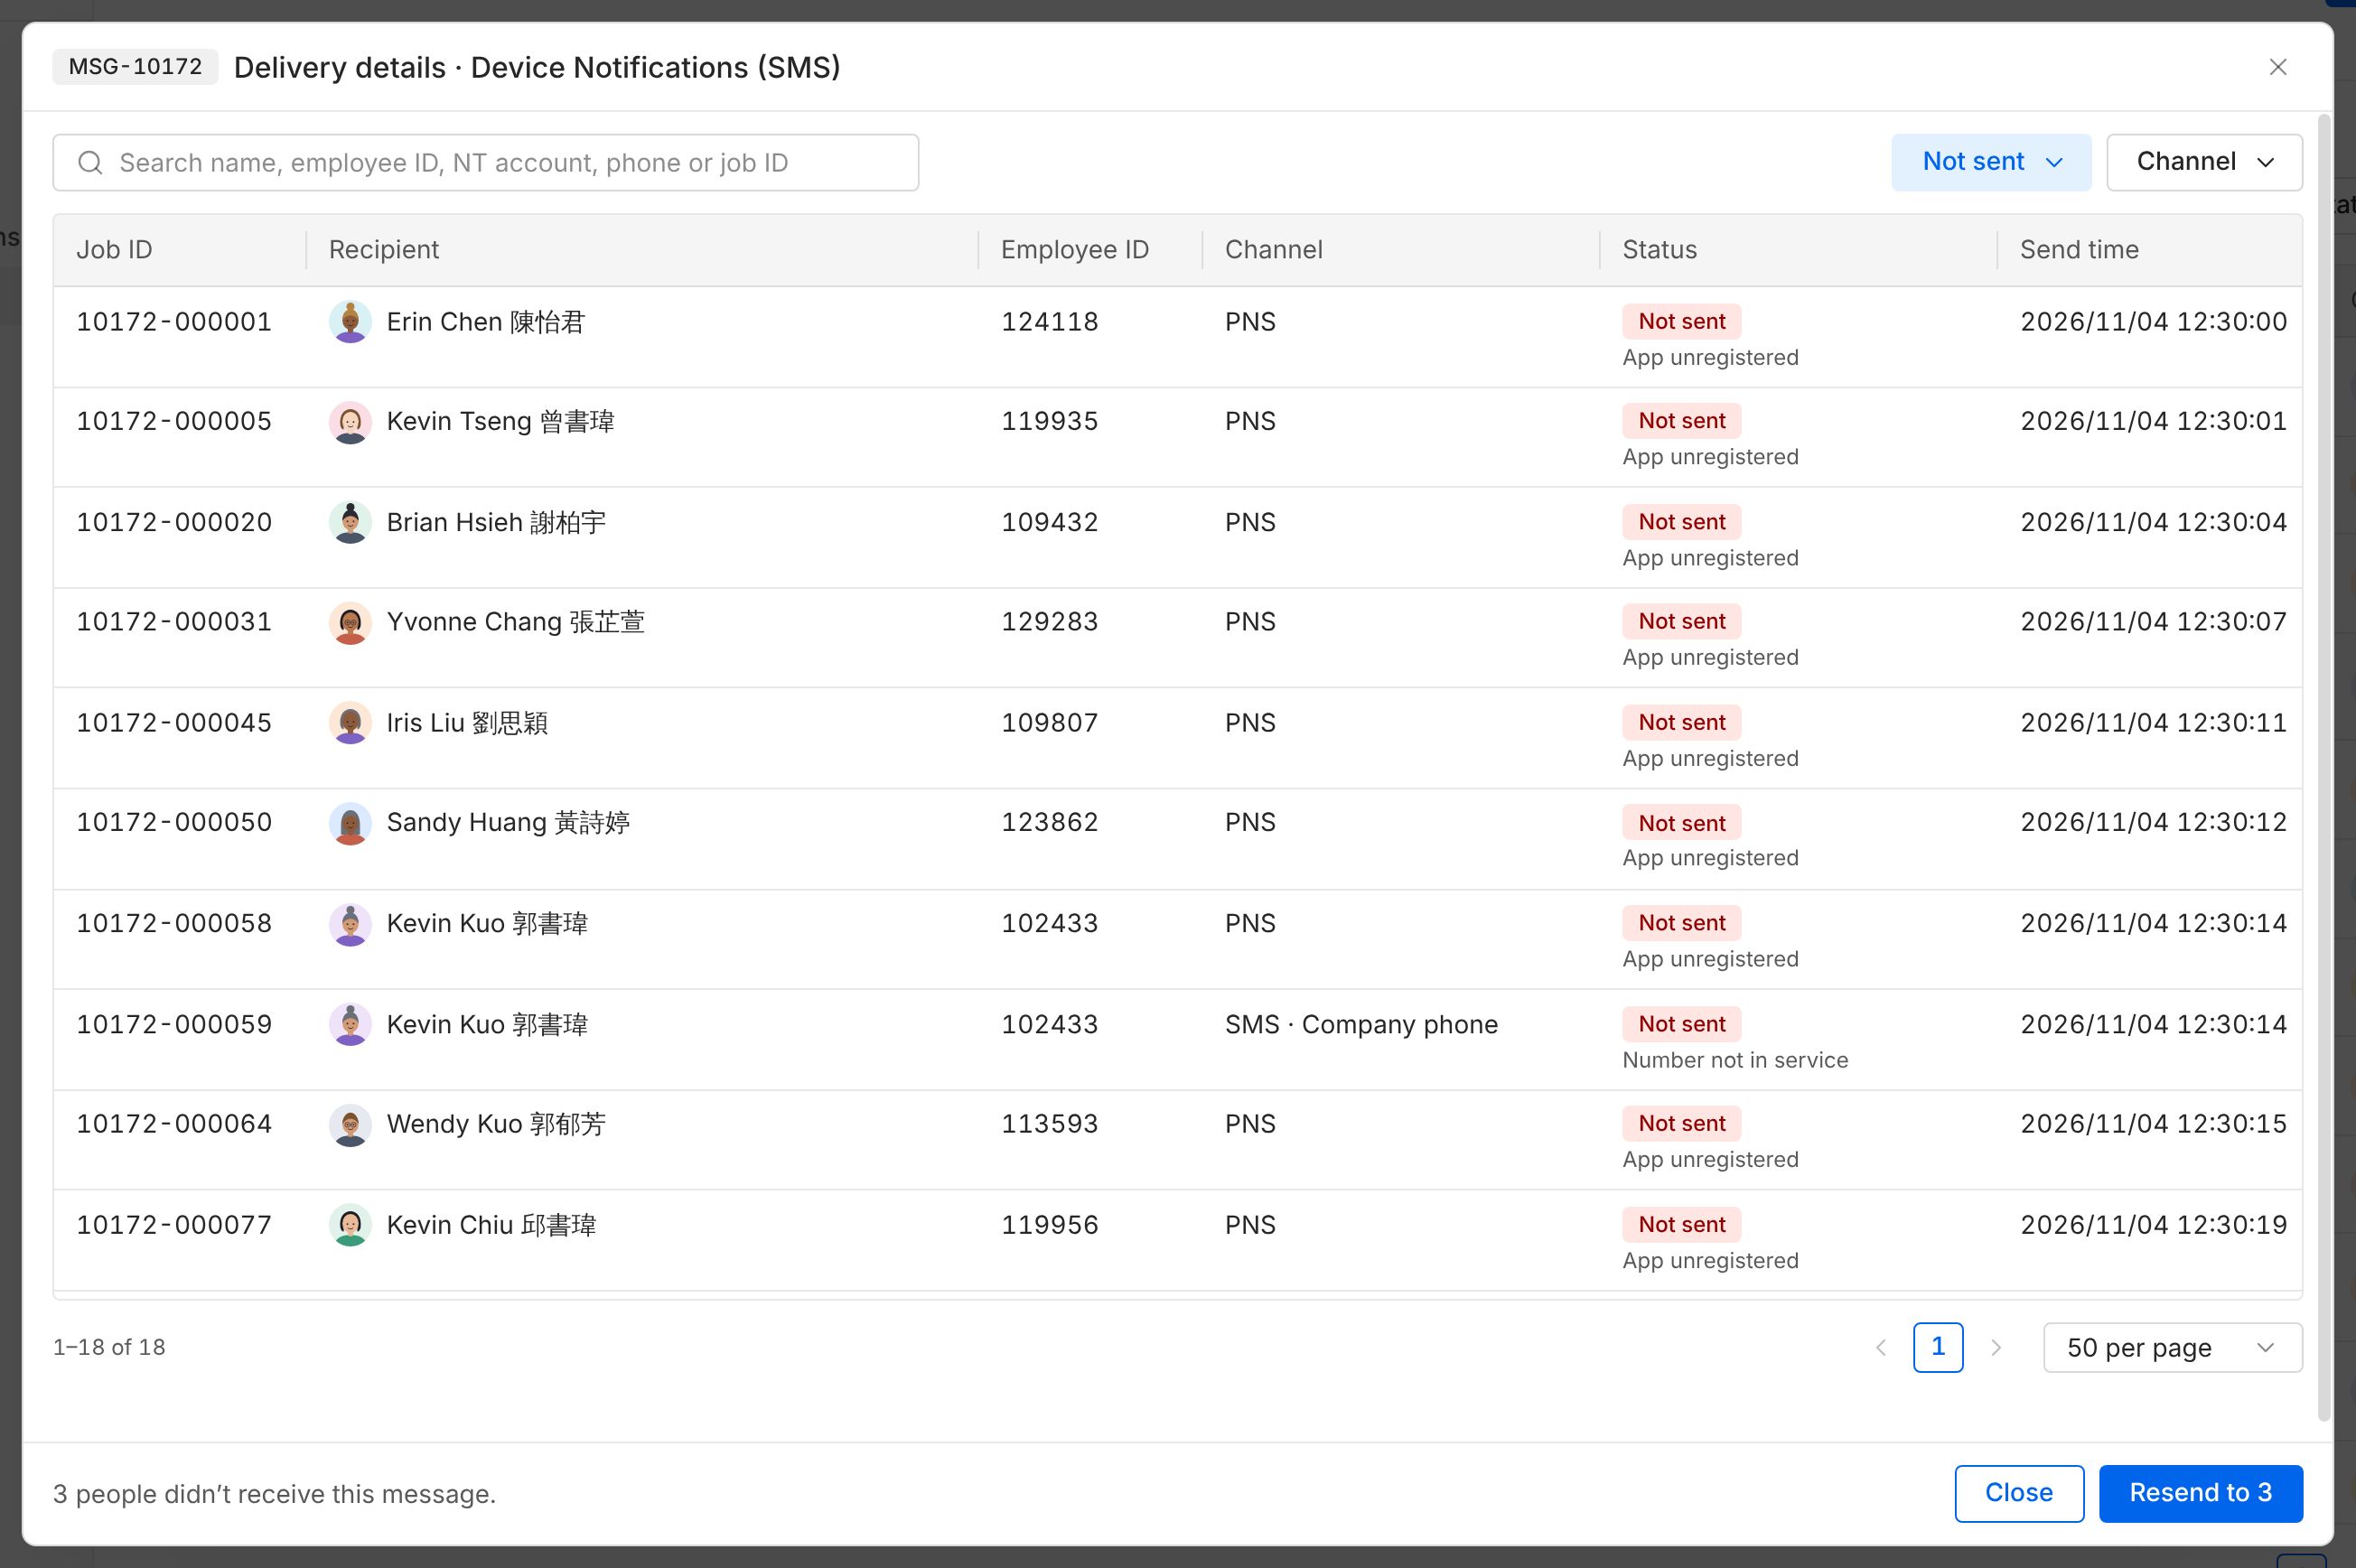 MSG-10172 Delivery details · Device Notifications (SMS)
Search name, employee ID, NT account, phone or job ID
Not sent
Channel
Job ID Recipient Employee ID Channel Status Send time
10172-000001 Erin Chen 陳怡君 124118 PNS Not sent 2026/11/04 12:30:00
App unregistered
10172-000005 Kevin Tseng 曾書瑋 119935 PNS Not sent 2026/11/04 12:30:01
App unregistered
10172-000020 Brian Hsieh 謝柏宇 109432 PNS Not sent 2026/11/04 12:30:04
App unregistered
10172-000031 Yvonne Chang 張芷萱 129283 PNS Not sent 2026/11/04 12:30:07
App unregistered
10172-000045 Iris Liu 劉思穎 109807 PNS Not sent 2026/11/04 12:30:11
App unregistered
10172-000050 Sandy Huang 黃詩婷 123862 PNS Not sent 2026/11/04 12:30:12
App unregistered
10172-000058 Kevin Kuo 郭書瑋 102433 PNS Not sent 2026/11/04 12:30:14
App unregistered
10172-000059 Kevin Kuo 郭書瑋 102433 SMS · Company phone Not sent 2026/11/04 12:30:14
Number not in service
10172-000064 Wendy Kuo 郭郁芳 113593 PNS Not sent 2026/11/04 12:30:15
App unregistered
10172-000077 Kevin Chiu 邱書瑋 119956 PNS Not sent 2026/11/04 12:30:19
App unregistered
1–18 of 18
1
50 per page
3 people didn’t receive this message.
Close
Resend to 3